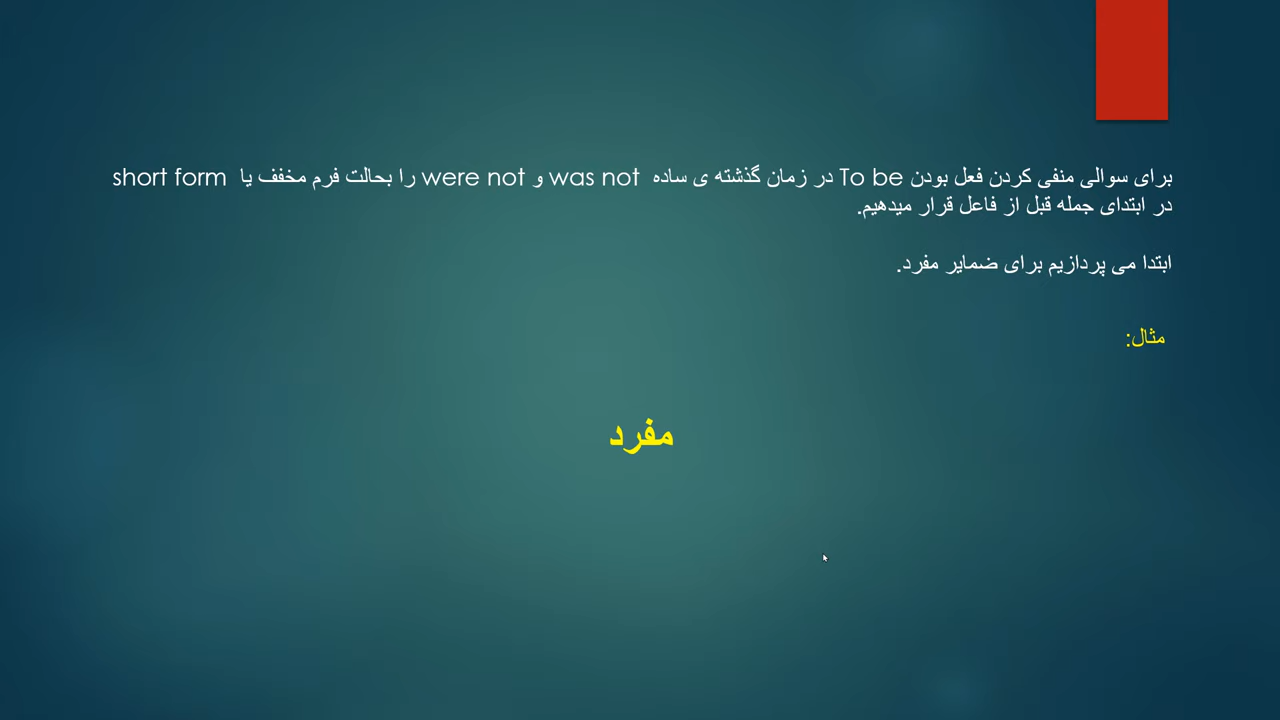 برای سوالی منفی کردن فعل بودن To be در زمان گذشته ی ساده was not و were not را بحالت فرم مخفف یا short form
در ابتدای جمله قبل از فاعل قرار میدهیم.
ابتدا می پردازیم برای ضمایر مفرد.
مثال:
مفرد